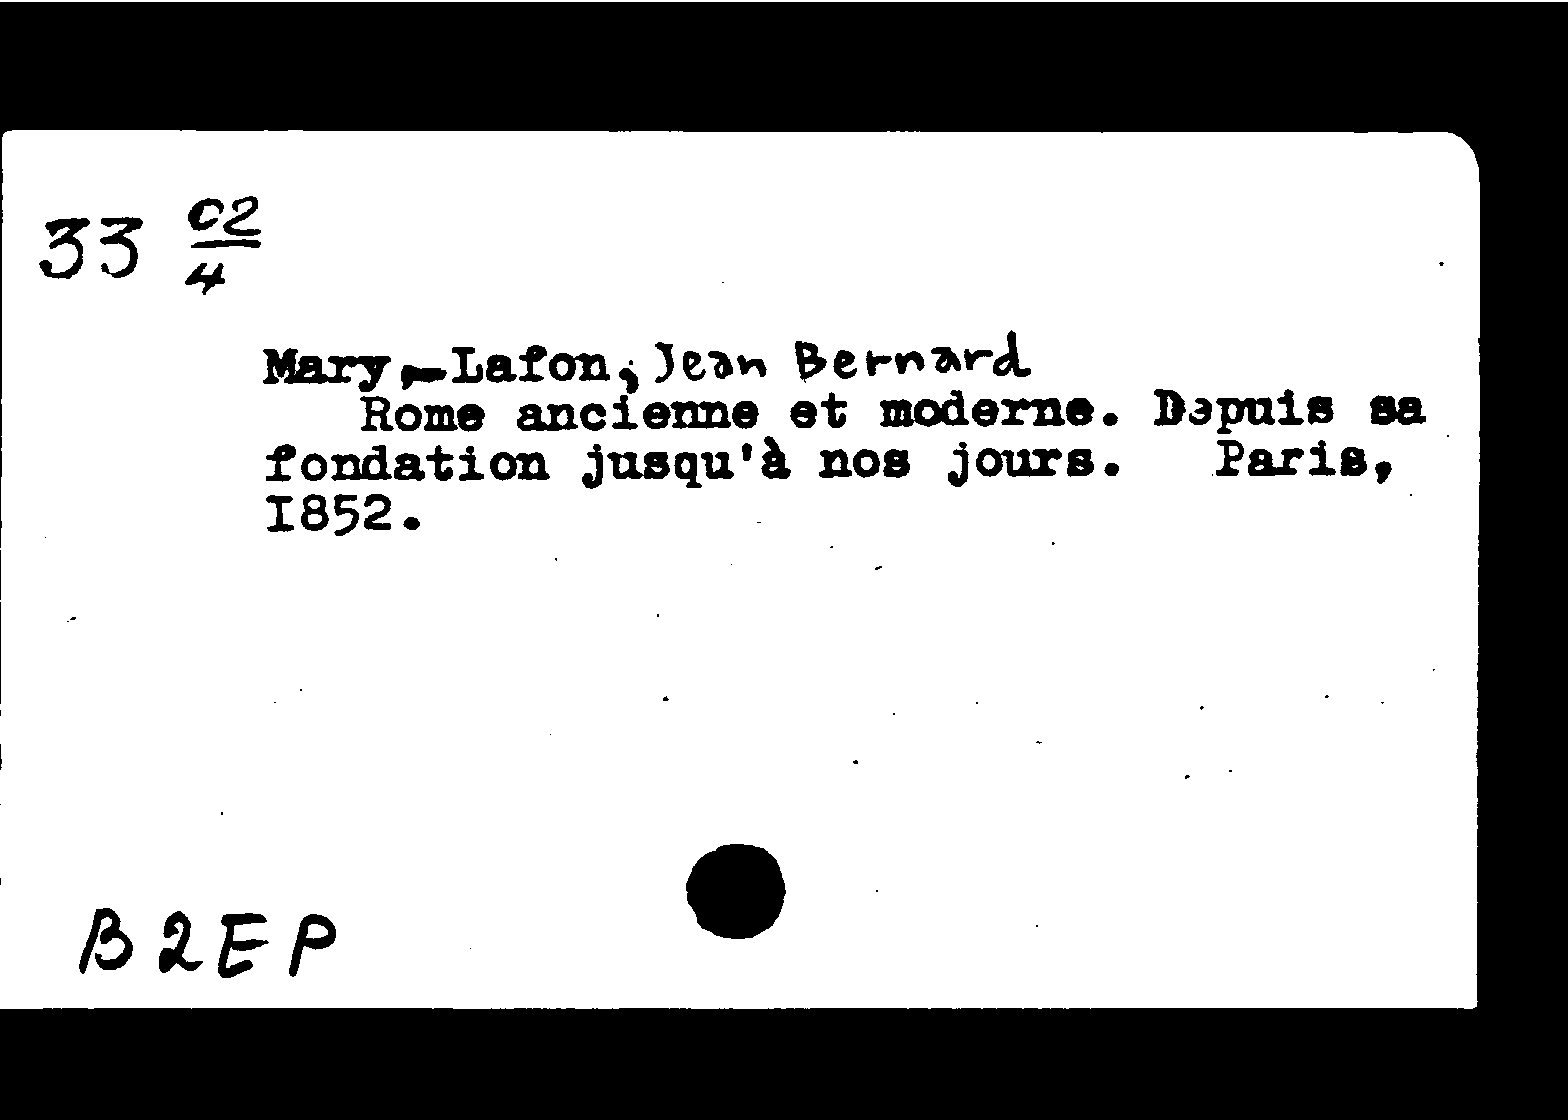 33 C2
4
Mary-Lafon, Jean Bernard
Rome ancienne et moderne. Depuis sa
fondation jusqu'à nos jours. Paris,
I852.
B2EP